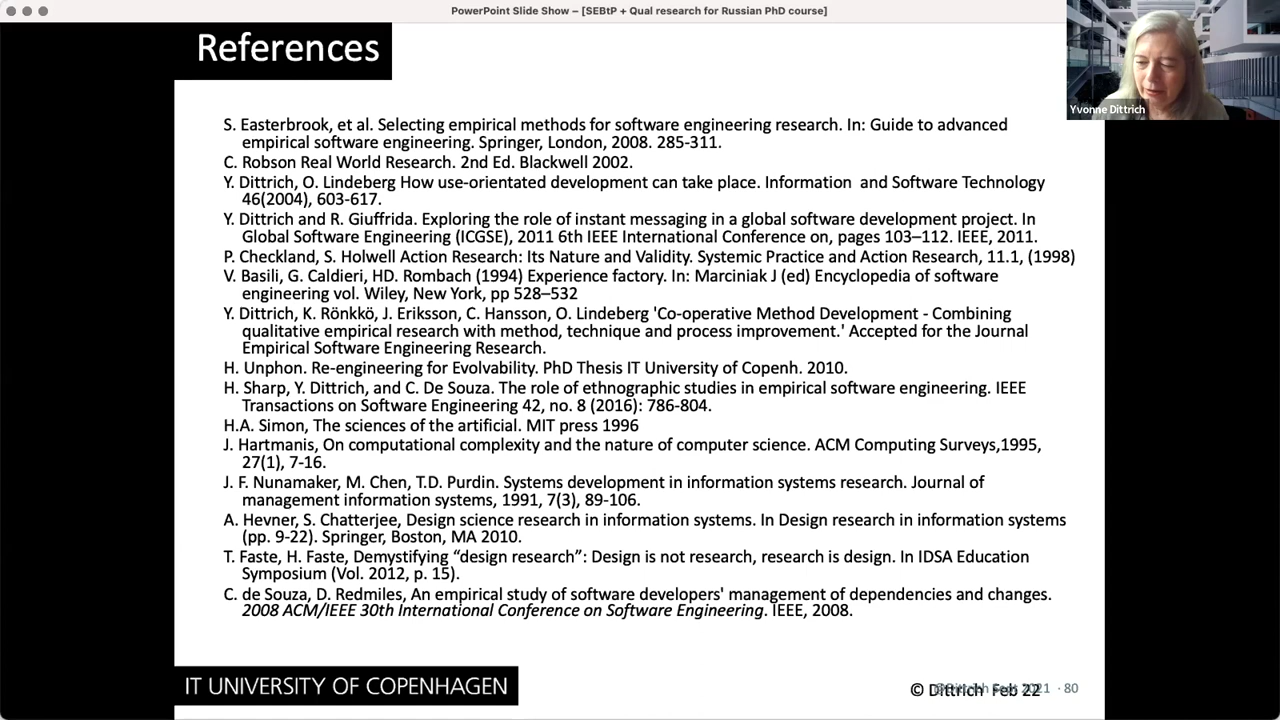 PowerPoint Slide Show – [SEBtP + Qual research for Russian PhD course]
References
Yvonne Dittrich
S. Easterbrook, et al. Selecting empirical methods for software engineering research. In: Guide to advanced
empirical software engineering. Springer, London, 2008. 285-311.
C. Robson Real World Research. 2nd Ed. Blackwell 2002.
Y. Dittrich, O. Lindeberg How use-orientated development can take place. Information and Software Technology
46(2004), 603-617.
Y. Dittrich and R. Giuffrida. Exploring the role of instant messaging in a global software development project. In
Global Software Engineering (ICGSE), 2011 6th IEEE International Conference on, pages 103–112. IEEE, 2011.
P. Checkland, S. Holwell Action Research: Its Nature and Validity. Systemic Practice and Action Research, 11.1, (1998)
V. Basili, G. Caldieri, HD. Rombach (1994) Experience factory. In: Marciniak J (ed) Encyclopedia of software
engineering vol. Wiley, New York, pp 528–532
Y. Dittrich, K. Rönkkö, J. Eriksson, C. Hansson, O. Lindeberg 'Co-operative Method Development - Combining
qualitative empirical research with method, technique and process improvement.' Accepted for the Journal
Empirical Software Engineering Research.
H. Unphon. Re-engineering for Evolvability. PhD Thesis IT University of Copenh. 2010.
H. Sharp, Y. Dittrich, and C. De Souza. The role of ethnographic studies in empirical software engineering. IEEE
Transactions on Software Engineering 42, no. 8 (2016): 786-804.
H.A. Simon, The sciences of the artificial. MIT press 1996
J. Hartmanis, On computational complexity and the nature of computer science. ACM Computing Surveys,1995,
27(1), 7-16.
J. F. Nunamaker, M. Chen, T.D. Purdin. Systems development in information systems research. Journal of
management information systems, 1991, 7(3), 89-106.
A. Hevner, S. Chatterjee, Design science research in information systems. In Design research in information systems
(pp. 9-22). Springer, Boston, MA 2010.
T. Faste, H. Faste, Demystifying “design research”: Design is not research, research is design. In IDSA Education
Symposium (Vol. 2012, p. 15).
C. de Souza, D. Redmiles, An empirical study of software developers' management of dependencies and changes.
2008 ACM/IEEE 30th International Conference on Software Engineering. IEEE, 2008.
IT UNIVERSITY OF COPENHAGEN
© Dittrich Feb 22
2021 · 80